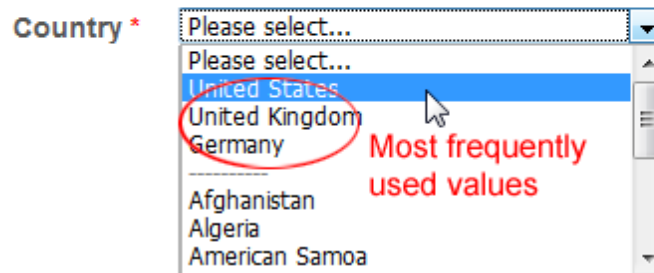 Country * Please select...
Please select...
United States
United Kingdom
Germany
Most frequently
used values
----------
Afghanistan
Algeria
American Samoa